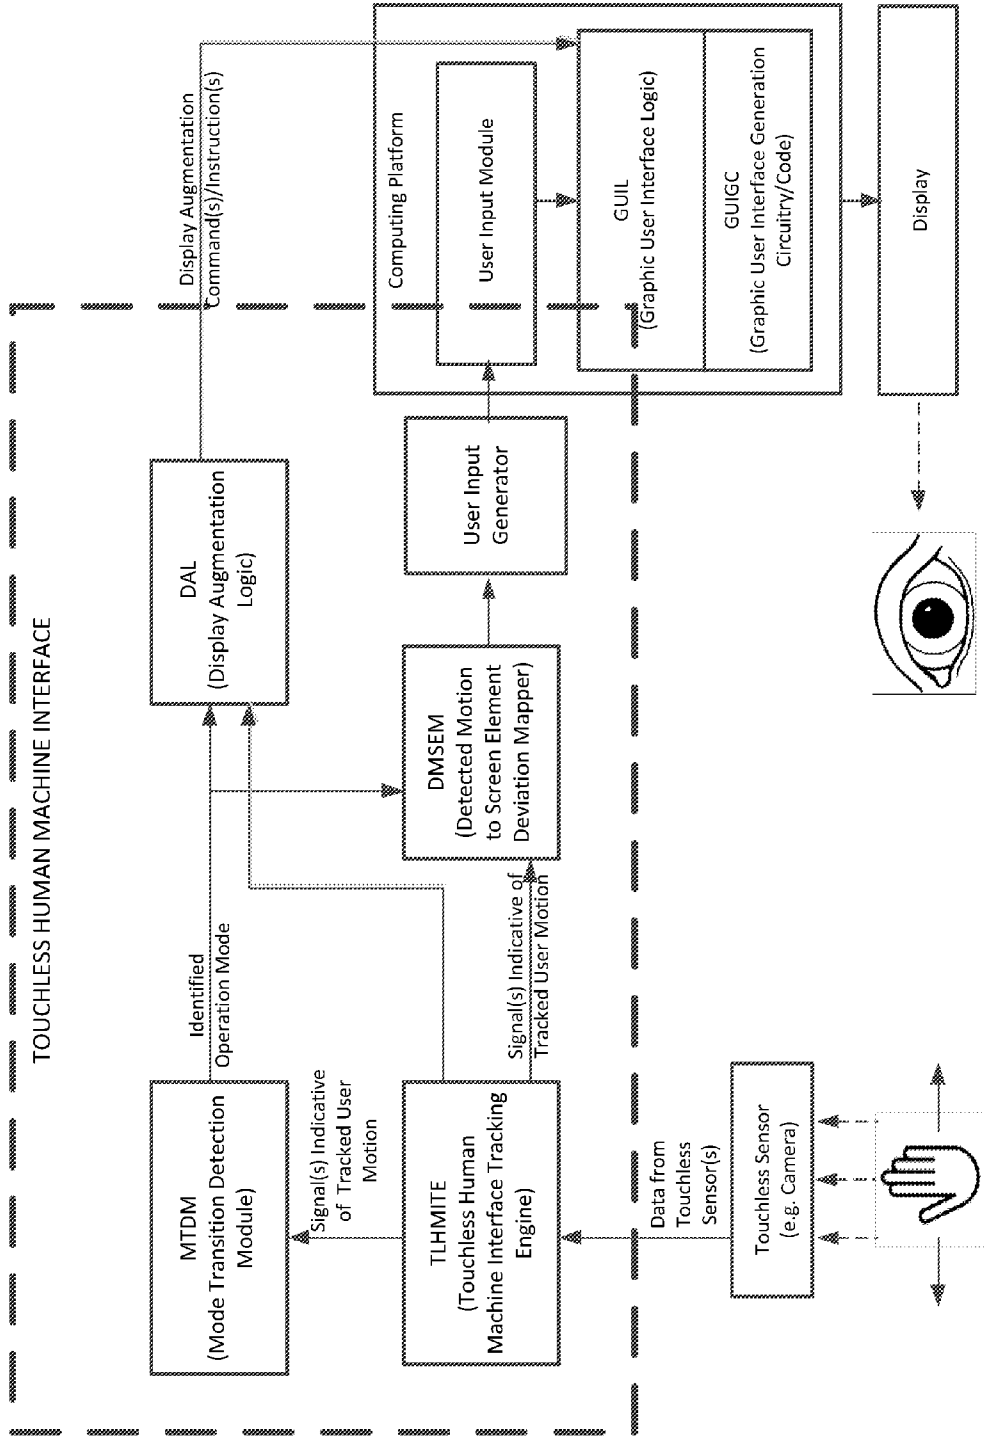 TOUCHLESS HUMAN MACHINE INTERFACE
MTDM
(Mode Transition Detection
Module)
Identified
Operation Mode
DAL
(Display Augmentation
Logic)
Display Augmentation
Command(s)/Instruction(s)
Signal(s) Indicative
of Tracked User
Motion
TLHMITE
(Touchless Human
Machine Interface Tracking
Engine)
Signal(s) Indicative of
Tracked User Motion
DMSEM
(Detected Motion
to Screen Element
Deviation Mapper)
User Input
Generator
Computing Platform
User Input Module
GUIL
(Graphic User Interface Logic)
GUIGC
(Graphic User Interface Generation
Circuitry/Code)
Data from
Touchless
Sensor(s)
Touchless Sensor
(e.g. Camera)
Display